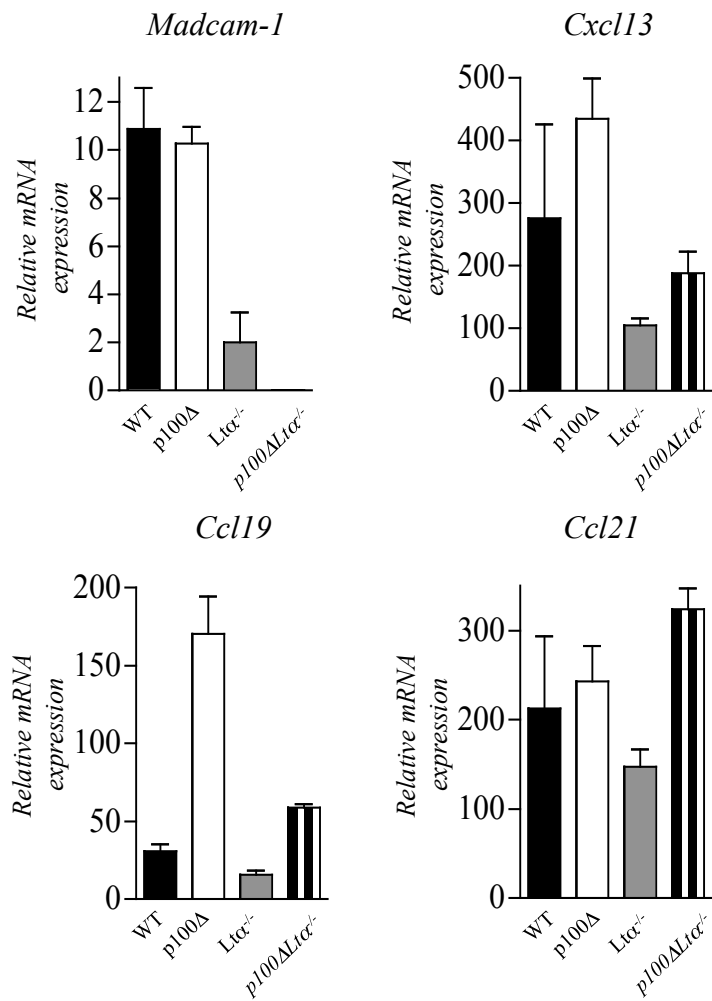 Madcam-1
Relative mRNA
expression
12
10
8
6
4
2
0
WT
p100Δ
Ltα-/-
p100ΔLtα-/-
Cxcl13
Relative mRNA
expression
500
400
300
200
100
0
WT
p100Δ
Ltα-/-
p100ΔLtα-/-
Ccl19
Relative mRNA
expression
200
150
100
50
0
WT
p100Δ
Ltα-/-
p100ΔLtα-/-
Ccl21
Relative mRNA
expression
300
200
100
0
WT
p100Δ
Ltα-/-
p100ΔLtα-/-